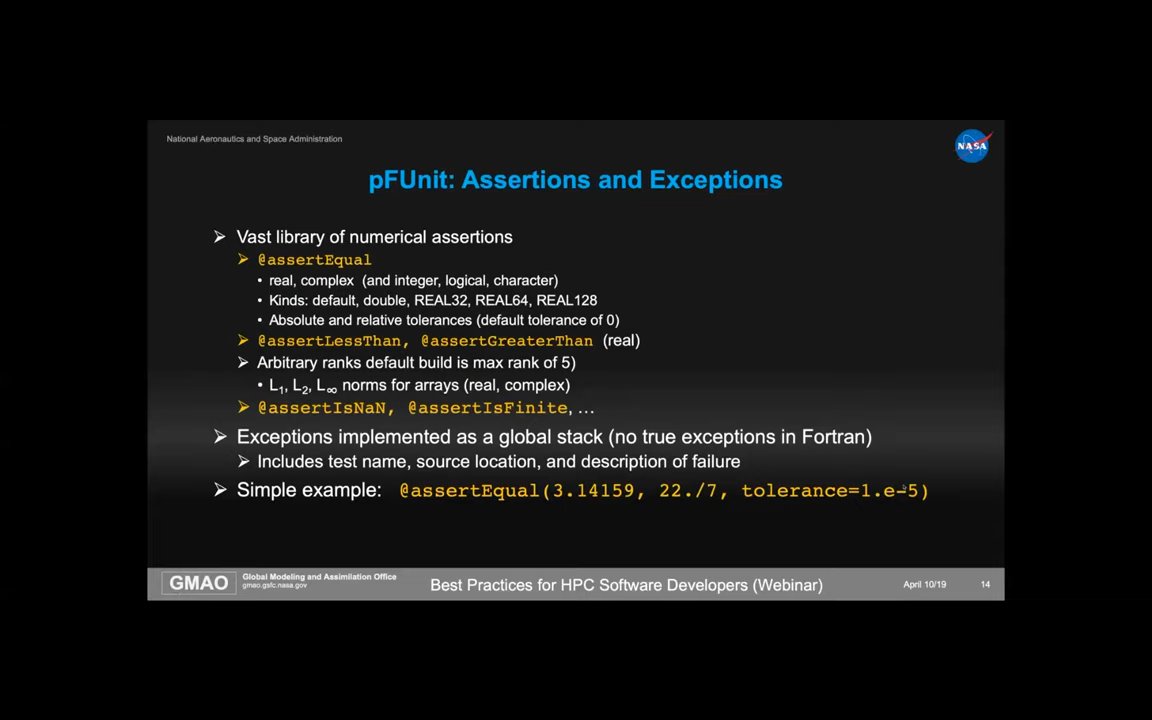 National Aeronautics and Space Administration
NASA
pFUnit: Assertions and Exceptions
➢ Vast library of numerical assertions
➢ @assertEqual
• real, complex (and integer, logical, character)
• Kinds: default, double, REAL32, REAL64, REAL128
• Absolute and relative tolerances (default tolerance of 0)
➢ @assertLessThan, @assertGreaterThan (real)
➢ Arbitrary ranks default build is max rank of 5)
• L1, L2, L∞ norms for arrays (real, complex)
➢ @assertIsNaN, @assertIsFinite, …
➢ Exceptions implemented as a global stack (no true exceptions in Fortran)
➢ Includes test name, source location, and description of failure
➢ Simple example: @assertEqual(3.14159, 22./7, tolerance=1.e-5)
GMAO
Global Modeling and Assimilation Office
gmao.gsfc.nasa.gov
Best Practices for HPC Software Developers (Webinar)
April 10/19
14